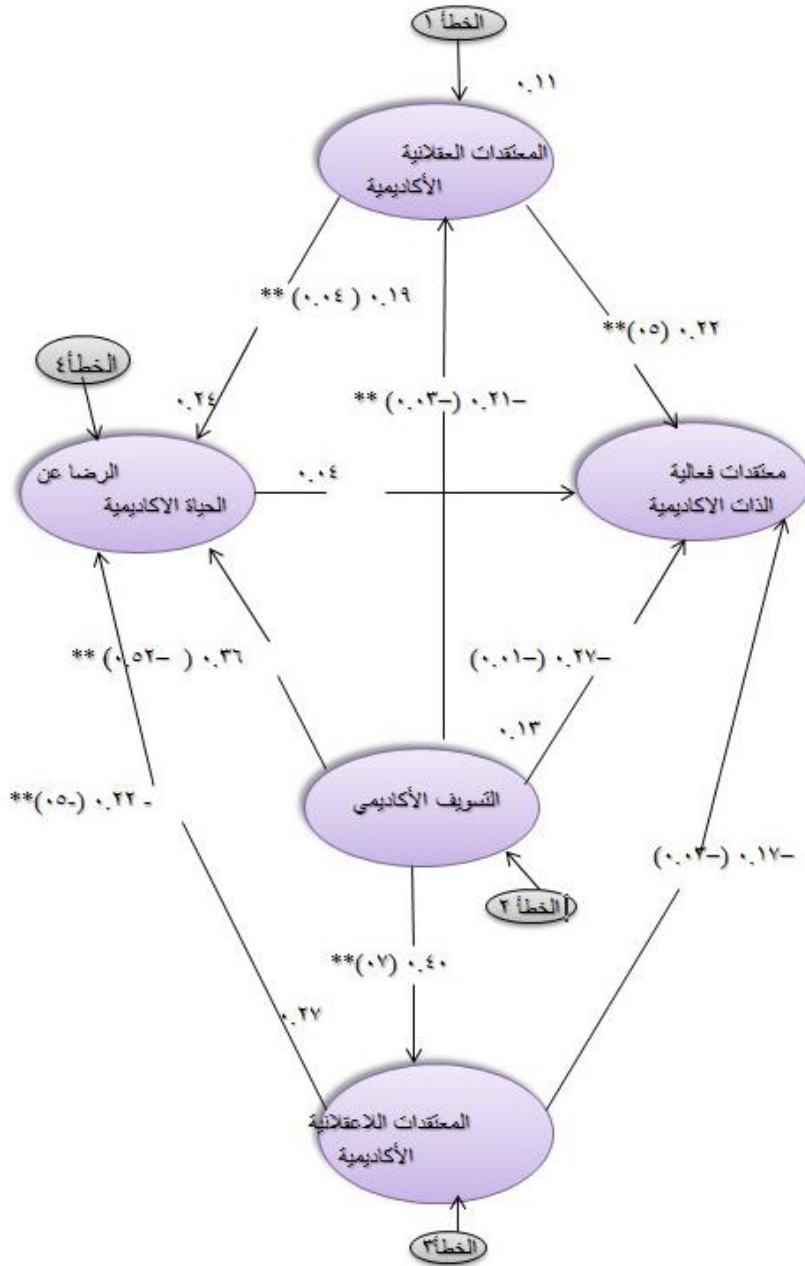 الخطأ ١
٠.١١
المعتقدات العقلانية
الأكاديمية
٠.١٩ (٠.٠٤) **
٠.٢٢ (٠٥)**
الخطأ٤
٠.٢٤
–٠.٢١ (–٠.٠٣) **
الرضا عن
الحياة الاكاديمية
٠.٠٤
معتقدات فعالية
الذات الاكاديمية
٠.٣٦ (–٠.٥٢) **
–٠.٢٧ (–٠.٠١)
٠.١٣
التسويف الأكاديمي
- ٠.٢٢ (-٠٥)**
–٠.١٧ (–٠.٠٣)
الخطأ ٢
٠.٤٠ (٠٧)**
٠.٢٧
المعتقدات اللاعقلانية
الأكاديمية
الخطأ٣